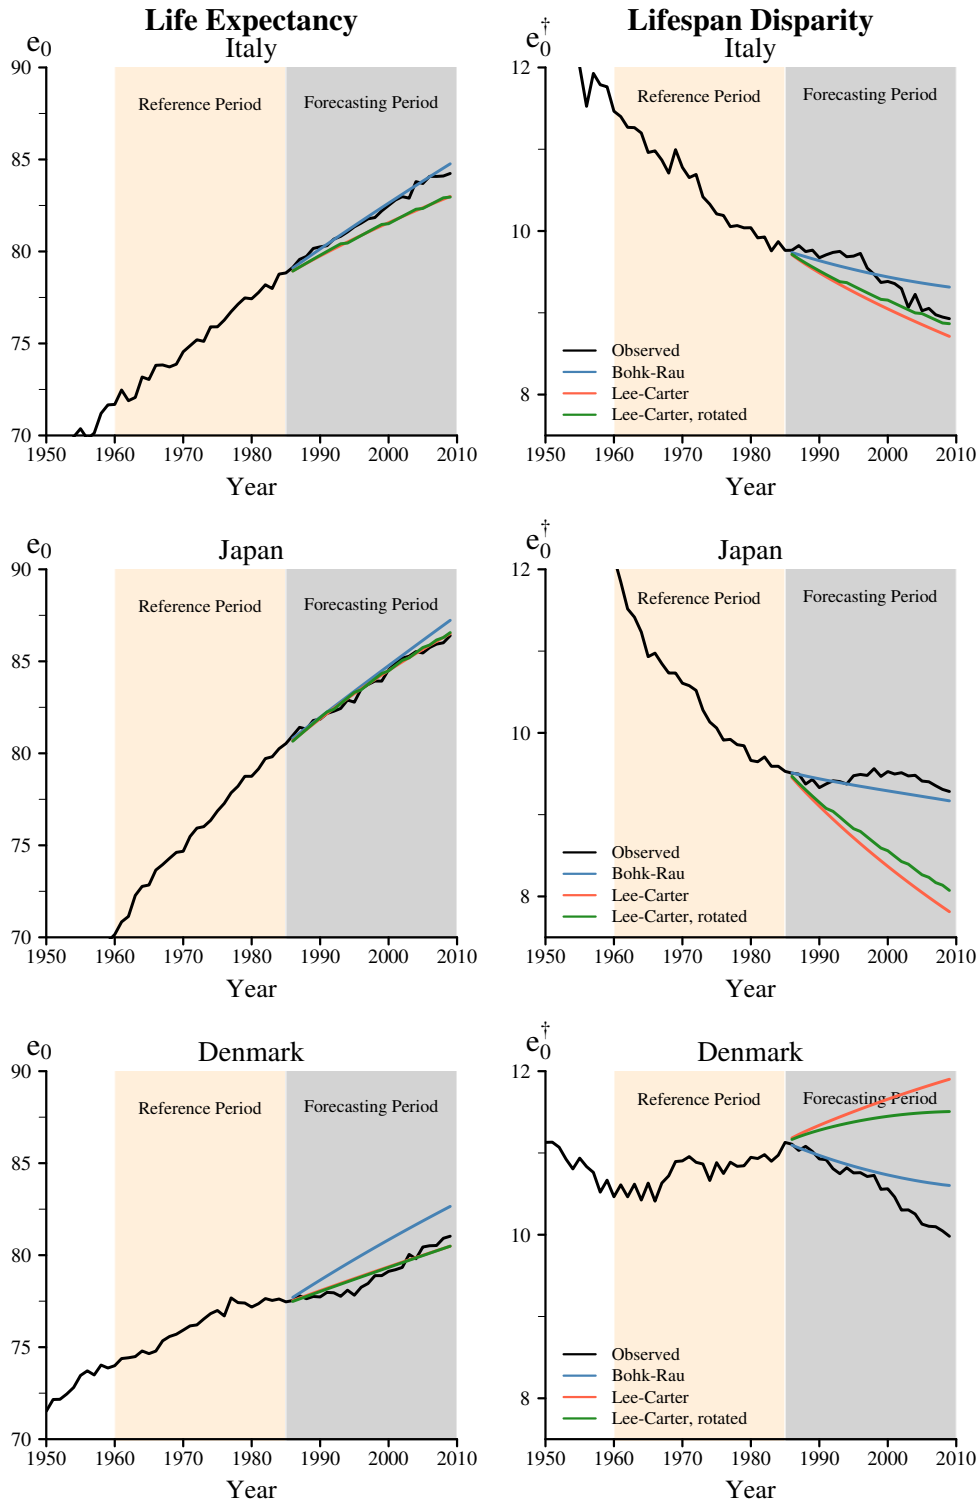 Life Expectancy
Lifespan Disparity
e0
Italy
90
85
80
75
70
Reference Period
Forecasting Period
1950 1960 1970 1980 1990 2000 2010
Year
e0†
Italy
12
10
8
Reference Period
Forecasting Period
Observed
Bohk-Rau
Lee-Carter
Lee-Carter, rotated
1950 1960 1970 1980 1990 2000 2010
Year
e0
Japan
90
85
80
75
70
Reference Period
Forecasting Period
1950 1960 1970 1980 1990 2000 2010
Year
e0†
Japan
12
10
8
Reference Period
Forecasting Period
Observed
Bohk-Rau
Lee-Carter
Lee-Carter, rotated
1950 1960 1970 1980 1990 2000 2010
Year
e0
Denmark
90
85
80
75
70
Reference Period
Forecasting Period
1950 1960 1970 1980 1990 2000 2010
Year
e0†
Denmark
12
10
8
Reference Period
Forecasting Period
Observed
Bohk-Rau
Lee-Carter
Lee-Carter, rotated
1950 1960 1970 1980 1990 2000 2010
Year